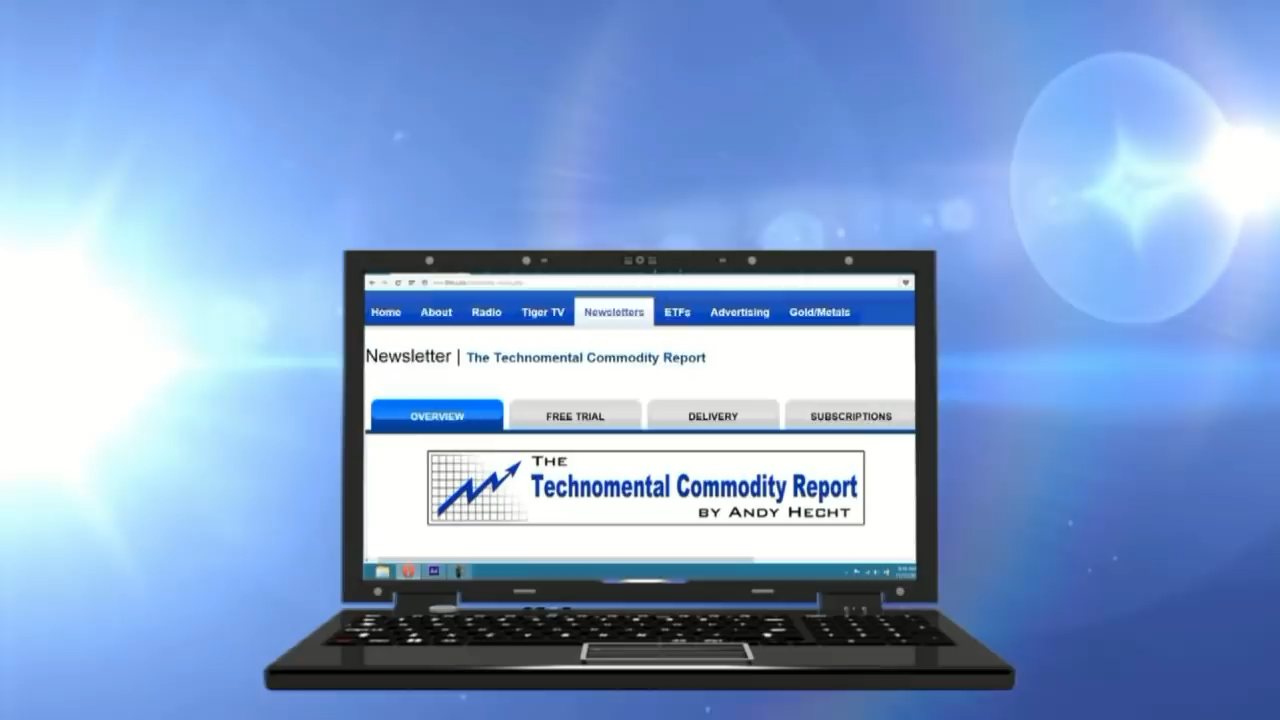 Home About Radio Tiger TV Newsletters ETFs Advertising Gold/Metals
Newsletter | The Technomental Commodity Report
OVERVIEW FREE TRIAL DELIVERY SUBSCRIPTIONS
THE
Technomental Commodity Report
BY ANDY HECHT